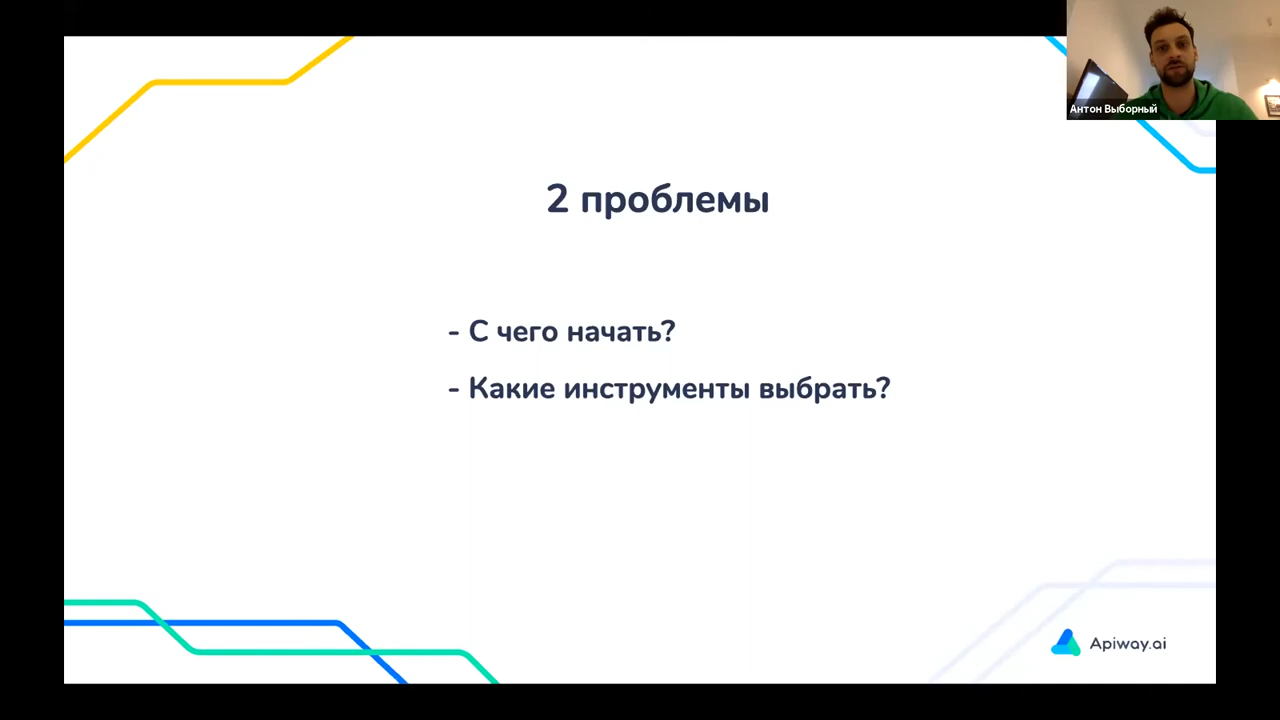 Антон Выборный
2 проблемы
- С чего начать?
- Какие инструменты выбрать?
Apiway.ai